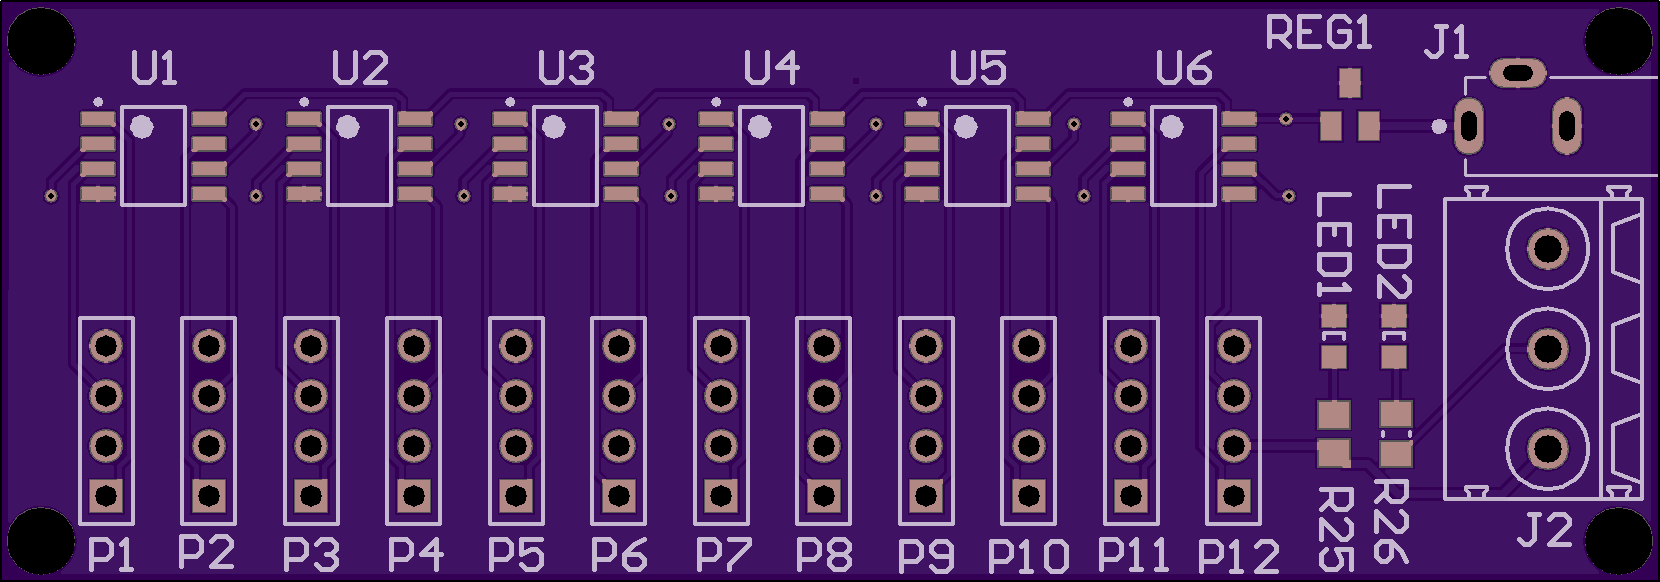 REG1
J1
U1 U2 U3 U4 U5 U6
LED1
LED2
R25
R26
J2
P1 P2 P3 P4 P5 P6 P7 P8 P9 P10 P11 P12